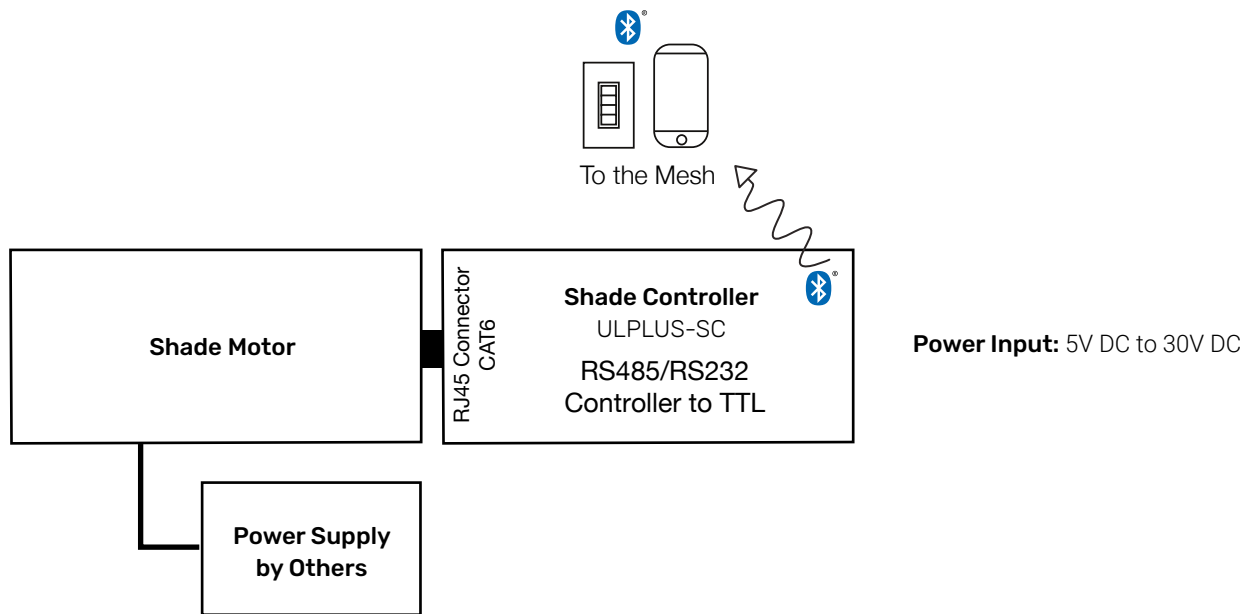 To the Mesh
Shade Motor
RJ45 Connector
CAT6
Shade Controller
ULPLUS-SC
RS485/RS232
Controller to TTL
Power Input: 5V DC to 30V DC
Power Supply
by Others